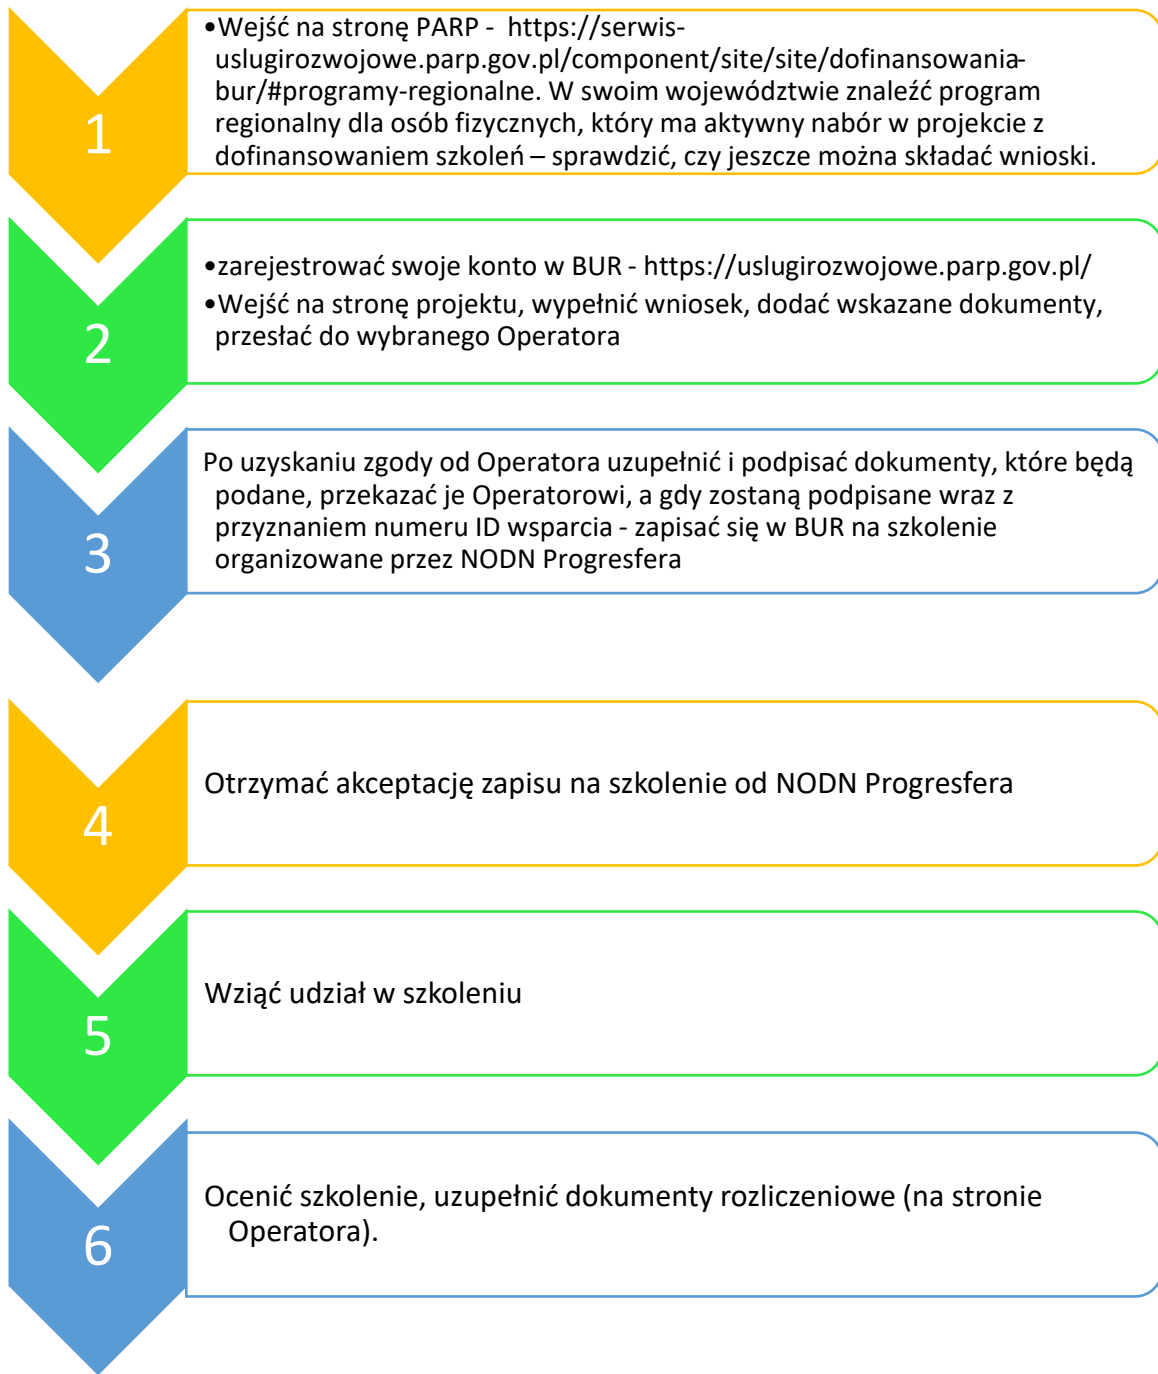 1
•Wejść na stronę PARP - https://serwis-
uslugirozwojowe.parp.gov.pl/component/site/site/dofinansowania-
bur/#programy-regionalne. W swoim województwie znaleźć program
regionalny dla osób fizycznych, który ma aktywny nabór w projekcie z
dofinansowaniem szkoleń – sprawdzić, czy jeszcze można składać wnioski.
2
•zarejestrować swoje konto w BUR - https://uslugirozwojowe.parp.gov.pl/
•Wejść na stronę projektu, wypełnić wniosek, dodać wskazane dokumenty,
przesłać do wybranego Operatora
3
Po uzyskaniu zgody od Operatora uzupełnić i podpisać dokumenty, które będą
podane, przekazać je Operatorowi, a gdy zostaną podpisane wraz z
przyznaniem numeru ID wsparcia - zapisać się w BUR na szkolenie
organizowane przez NODN Progresfera
4
Otrzymać akceptację zapisu na szkolenie od NODN Progresfera
5
Wziąć udział w szkoleniu
6
Ocenić szkolenie, uzupełnić dokumenty rozliczeniowe (na stronie
Operatora).